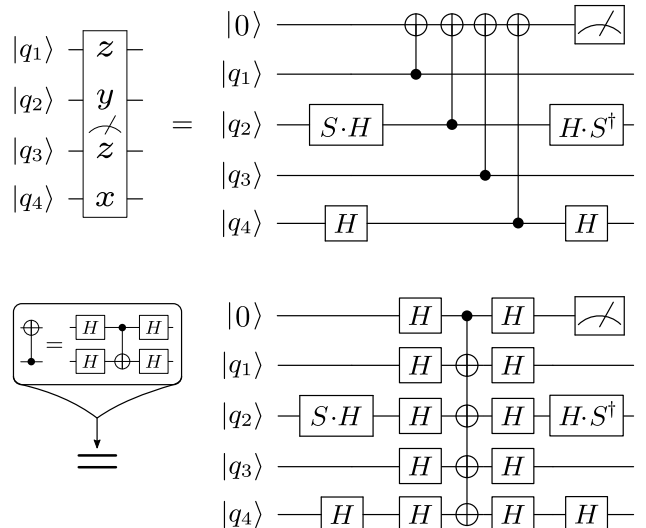 |q₁⟩ z
|q₂⟩ y
|q₃⟩ z
|q₄⟩ x
=
|0⟩
|q₁⟩
|q₂⟩ S·H H·S†
|q₃⟩
|q₄⟩ H H
= H H
H H
=
|0⟩ H H
|q₁⟩ H H
|q₂⟩ S·H H H H·S†
|q₃⟩ H H
|q₄⟩ H H H H